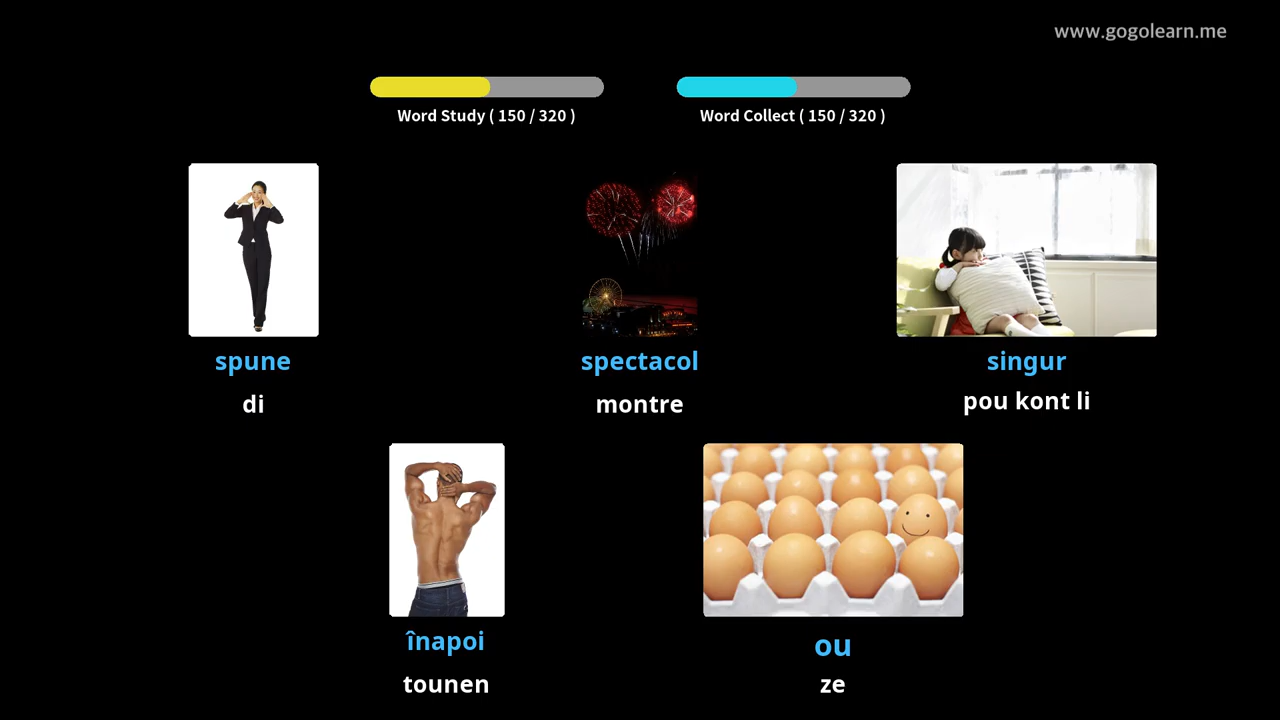 www.gogolearn.me
Word Study ( 150 / 320 )
Word Collect ( 150 / 320 )
spune
di
spectacol
montre
singur
pou kont li
înapoi
tounen
ou
ze